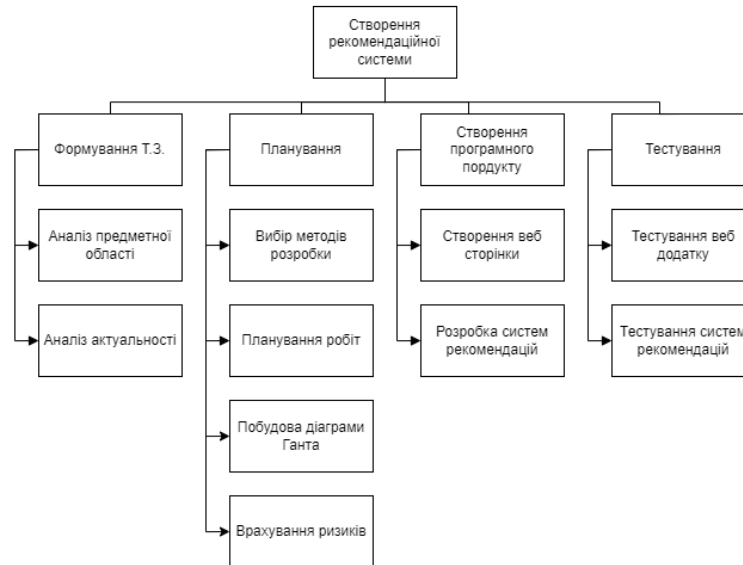 Створення
рекомендаційної
системи
Формування Т.З.
Планування
Створення
програмного
пордукту
Тестування
Аналіз предметної
області
Вибір методів
розробки
Створення веб
сторінки
Тестування веб
додатку
Аналіз актуальності
Планування робіт
Розробка систем
рекомендацій
Тестування систем
рекомендацій
Побудова діаграми
Ганта
Врахування ризиків